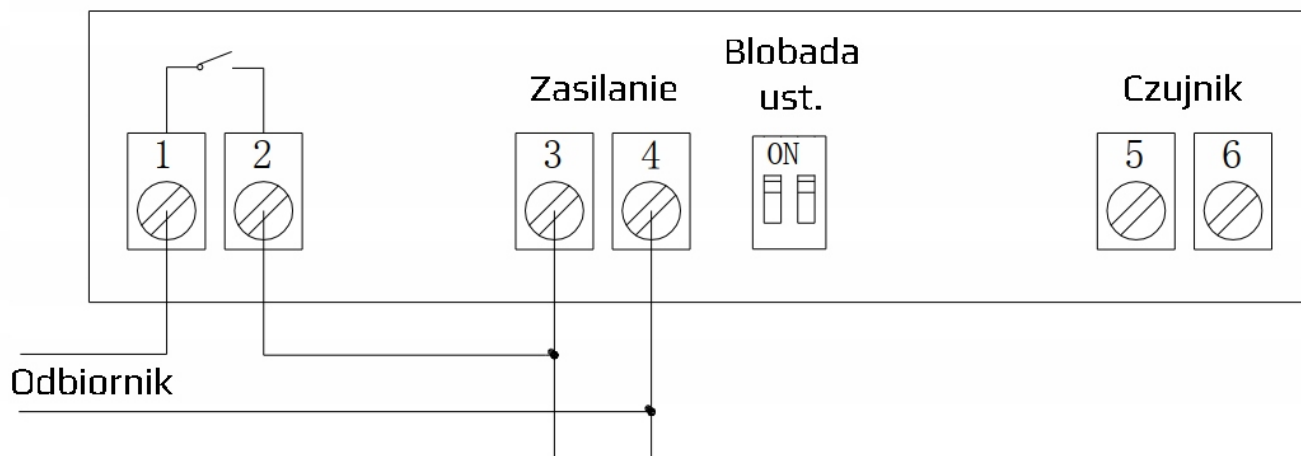 Blobada
ust.
Zasilanie
Czujnik
1 2 3 4 ON 5 6
Odbiornik